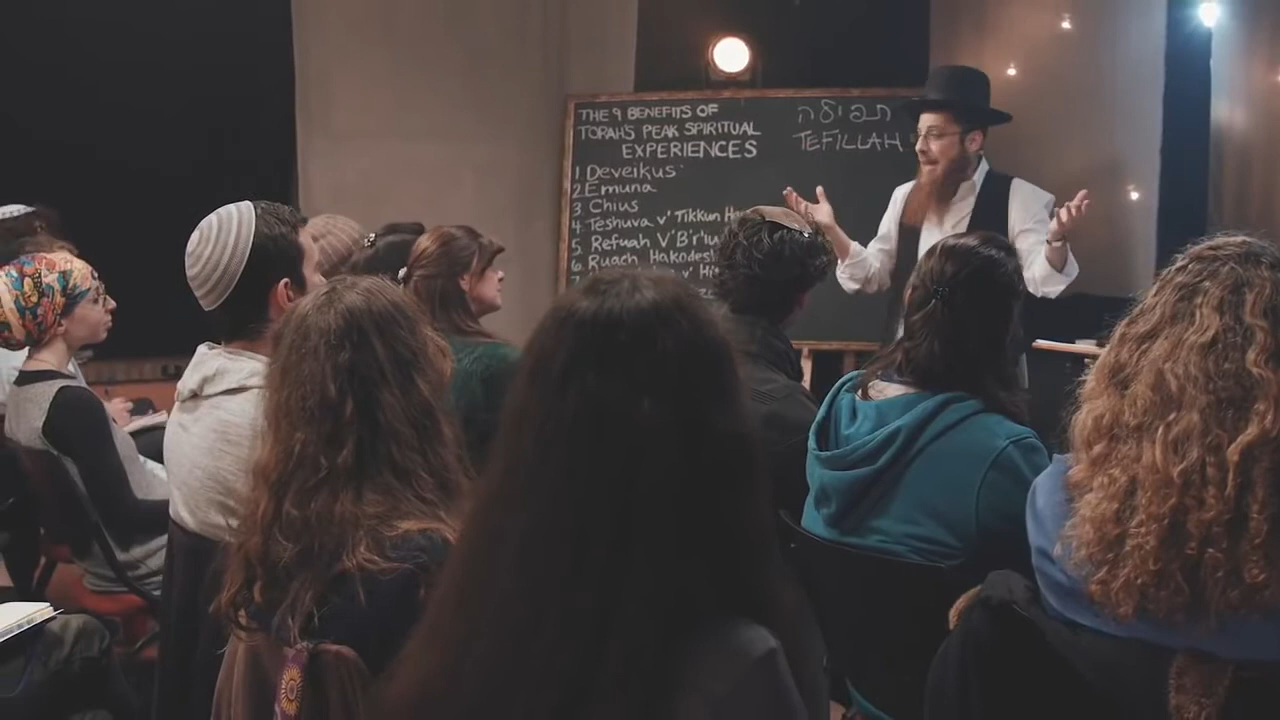 THE 9 BENEFITS OF
TORAH'S PEAK SPIRITUAL
EXPERIENCES
1 Deveikus
2 Emuna
3. Chius
4. Teshuva v' Tikkun
5. Refuah V'B'r
6. Ruach Hakodesh
תפילה
TEFILLAH